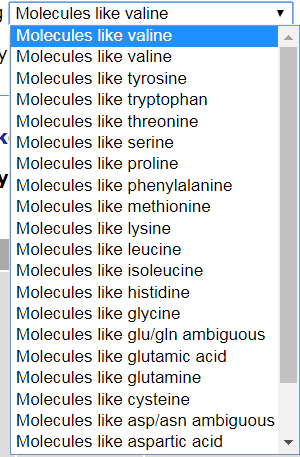 Molecules like valine
Molecules like valine
y
Molecules like valine
Molecules like tyrosine
Molecules like tryptophan
Molecules like threonine
Molecules like serine
Molecules like proline
y
Molecules like phenylalanine
Molecules like methionine
Molecules like lysine
Molecules like leucine
Molecules like isoleucine
Molecules like histidine
Molecules like glycine
Molecules like glu/gln ambiguous
Molecules like glutamic acid
Molecules like glutamine
Molecules like cysteine
Molecules like asp/asn ambiguous
Molecules like aspartic acid